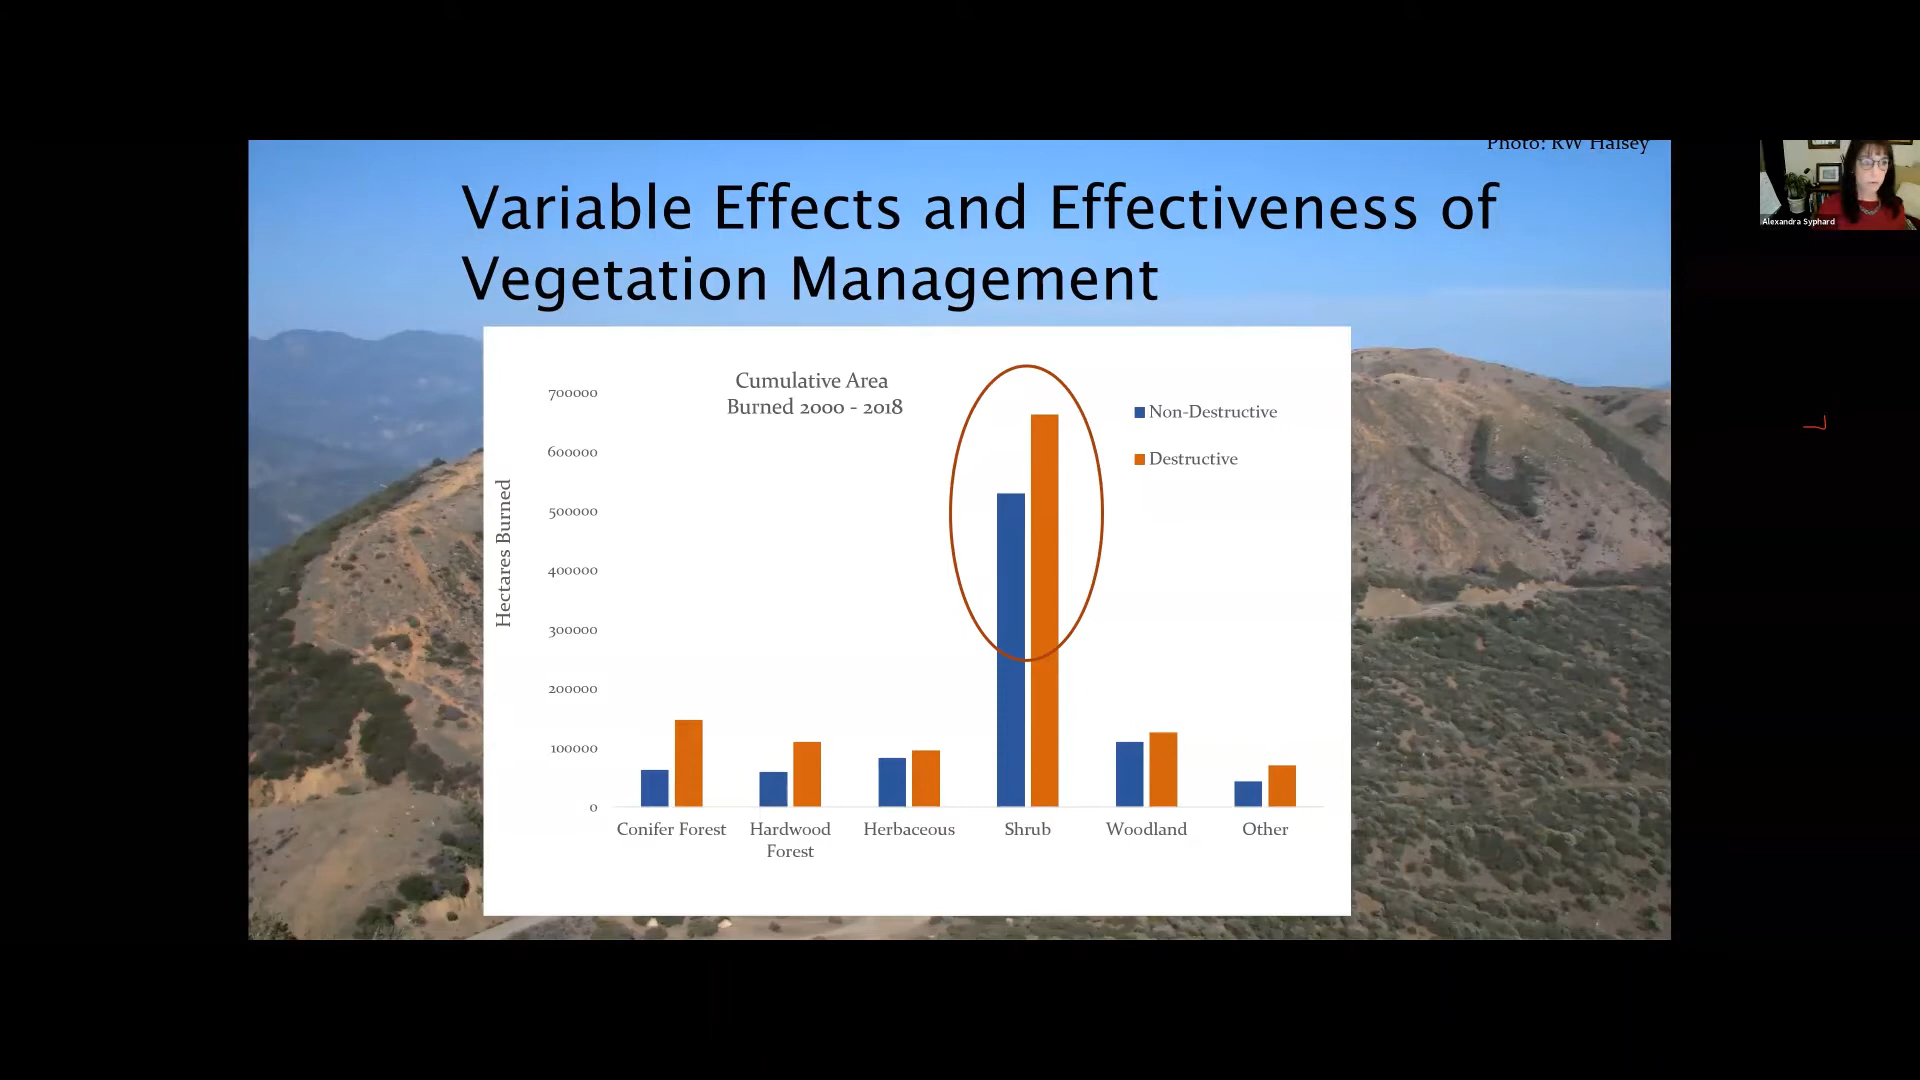 Photo: RW Halsey
Variable Effects and Effectiveness of
Vegetation Management
Alexandra Syphard
Cumulative Area
Burned 2000 - 2018
Non-Destructive
Destructive
Hectares Burned
700000
600000
500000
400000
300000
200000
100000
0
Conifer Forest
Hardwood
Forest
Herbaceous
Shrub
Woodland
Other